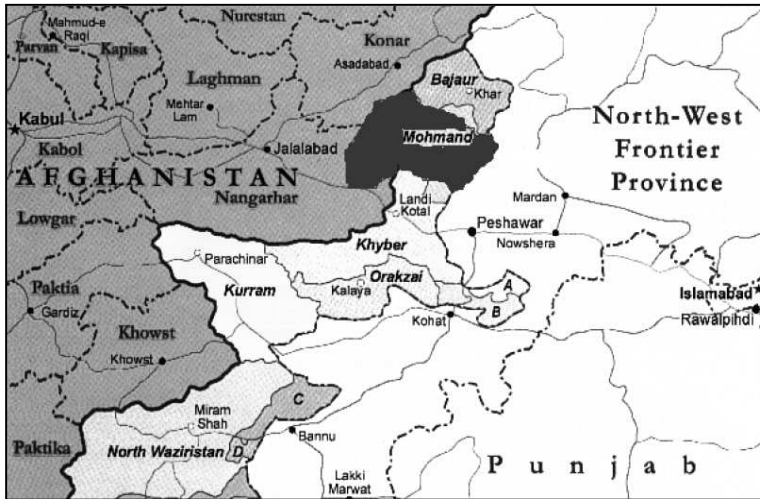 Mahmud-e
Raqi
Parvan
Kapisa
Nurestan
Konar
Asadabad
Laghman
Mehtar
Lam
Bajaur
Khar
Kabul
Kabol
Jalalabad
Mohmand
North-West
Frontier
Province
AFGHANISTAN
Nangarhar
Landi
Kotal
Mardan
Peshawar
Nowshera
Lowgar
Khyber
Parachinar
Orakzai
Kalaya
Kurram
A
B
Islamabad
Rawalpihdi
Paktia
Gardiz
Kohat
Khowst
Khowst
C
Miram
Shah
D
North Waziristan
Bannu
Paktika
Lakki
Marwat
Punjab